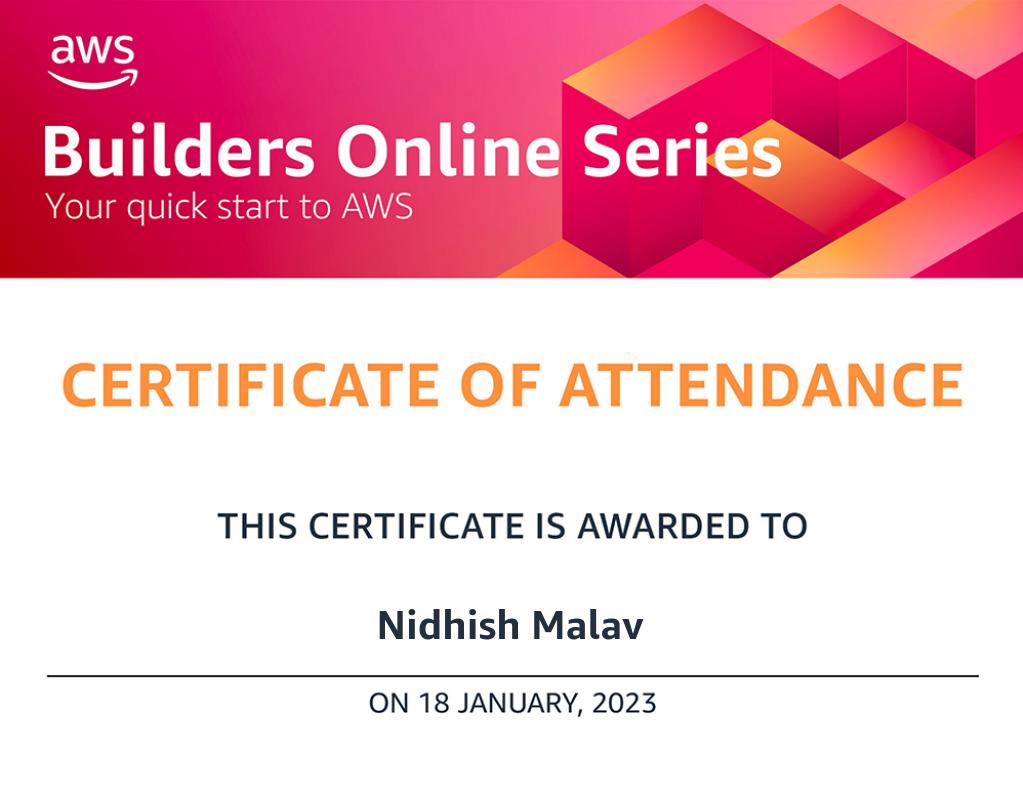 aws
Builders Online Series
Your quick start to AWS
CERTIFICATE OF ATTENDANCE
THIS CERTIFICATE IS AWARDED TO
Nidhish Malav
ON 18 JANUARY, 2023